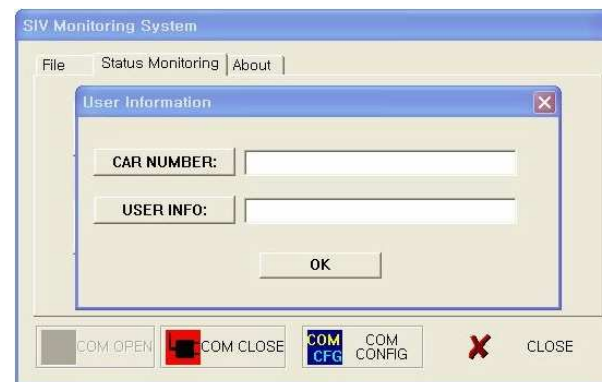 SIV Monitoring System
File Status Monitoring About
User Information
CAR NUMBER:
USER INFO:
OK
COM OPEN COM CLOSE COM CFG COM CONFIG CLOSE